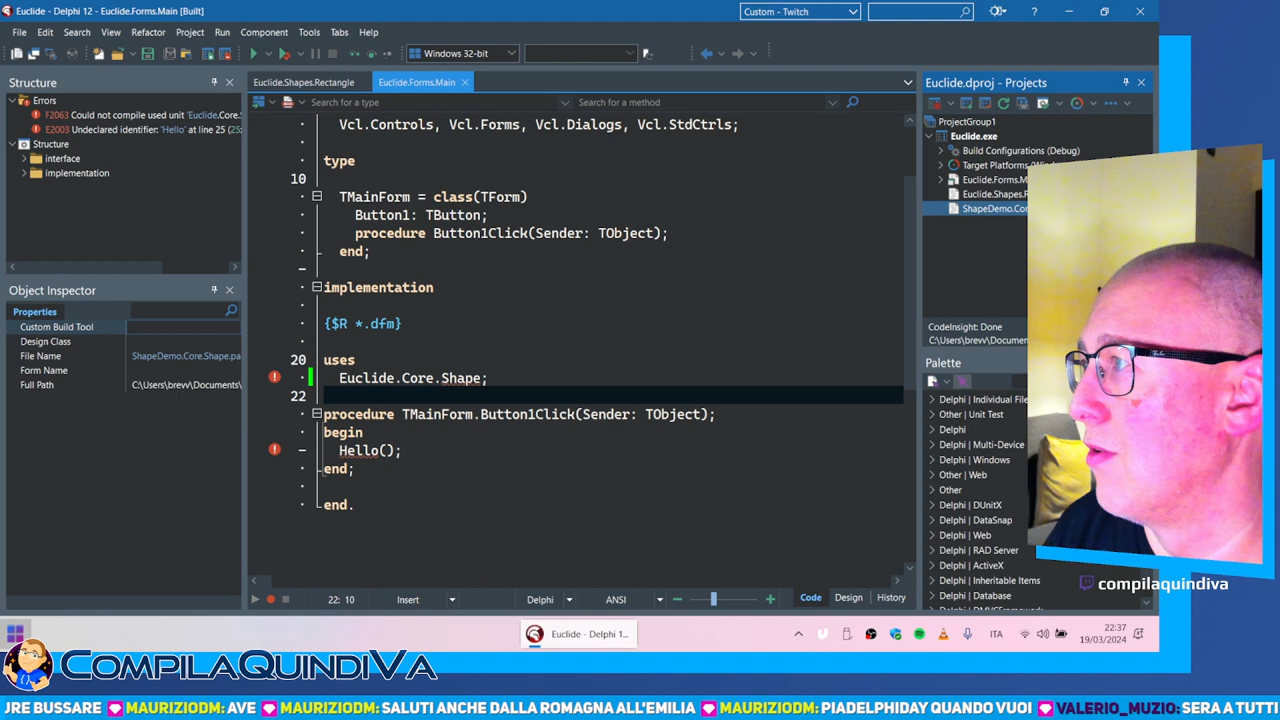 Euclide - Delphi 12 - Euclide.Forms.Main [Built]
Custom - Twitch
?
File Edit Search View Refactor Project Run Component Tools Tabs Help
Windows 32-bit
Structure
Errors
F2063 Could not compile used unit 'Euclide.Core.S
E2003 Undeclared identifier: 'Hello' at line 25 (25:
Structure
interface
implementation
Object Inspector
Properties
Custom Build Tool
Design Class
File Name ShapeDemo.Core.Shape.pa
Form Name
Full Path C:\Users\brevv\Documents\
Euclide.Shapes.Rectangle Euclide.Forms.Main
Search for a type Search for a method
Vcl.Controls, Vcl.Forms, Vcl.Dialogs, Vcl.StdCtrls;
type
10
TMainForm = class(TForm)
Button1: TButton;
procedure Button1Click(Sender: TObject);
end;
implementation
{$R *.dfm}
20 uses
Euclide.Core.Shape;
22
procedure TMainForm.Button1Click(Sender: TObject);
begin
Hello();
end;
end.
22: 10 Insert Delphi ANSI Code Design History
Euclide.dproj - Projects
ProjectGroup1
Euclide.exe
Build Configurations (Debug)
Target Platforms (Win
Euclide.Forms.M
Euclide.Shapes.R
ShapeDemo.Cor
CodeInsight: Done
C:\Users\brevv\Docum
Palette
Delphi | Individual File
Other | Unit Test
Delphi
Delphi | Multi-Device
Delphi | Windows
Other | Web
Other
Delphi | DUnitX
Delphi | DataSnap
Delphi | Web
Delphi | RAD Server
Delphi | ActiveX
Delphi | Inheritable Items
Delphi | Database
compilaquindiva
Euclide - Delphi 1...
ITA
22:37
19/03/2024
COMPILAQUINDIVA
JRE BUSSARE MAURIZIODM: AVE MAURIZIODM: SALUTI ANCHE DALLA ROMAGNA ALL'EMILIA MAURIZIODM: PIADELPHIDAY QUANDO VUOI VALERIO_MUZIO: SERA A TUTTI